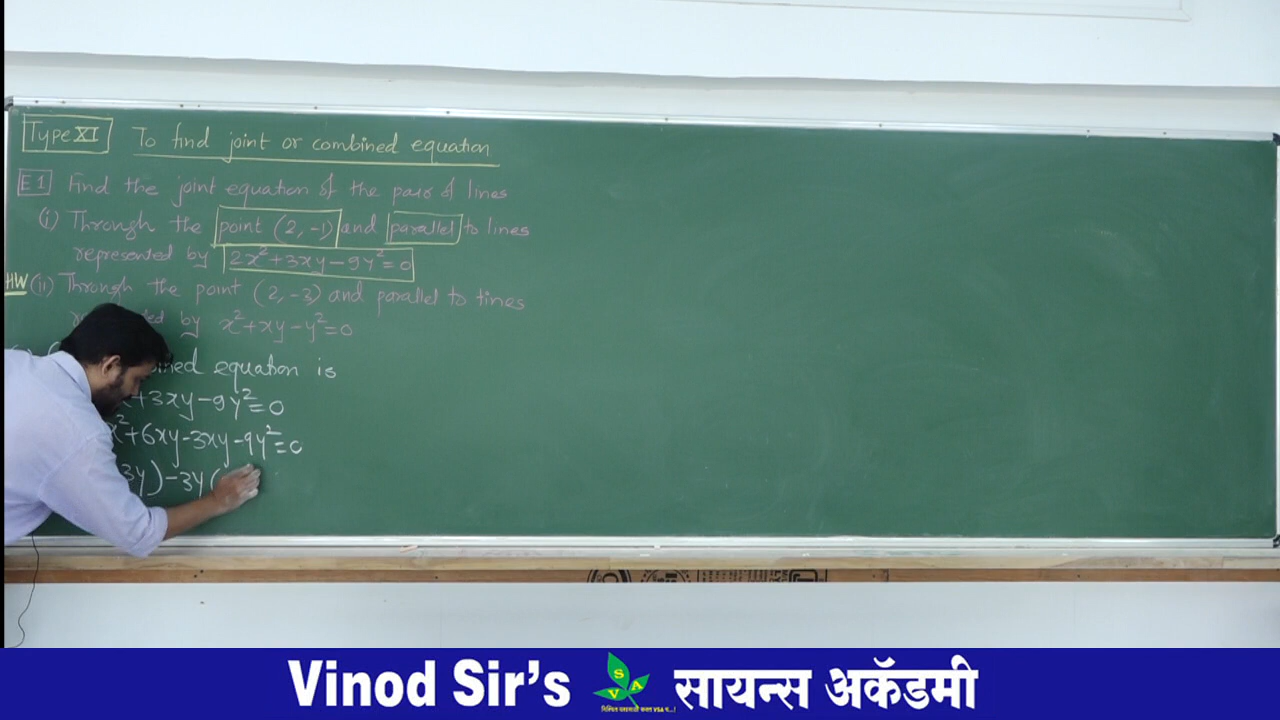 Type XI To find joint or combined equation
E1 Find the joint equation of the pair of lines
(i) Through the point (2, -1) and parallel to lines
represented by 2x²+3xy-9y²=0
HW (ii) Through the point (2, -3) and parallel to lines
by x²+xy-y²=0
equation is
+3xy-9y²=0
x²+6xy-3xy-9y²=0
3y)-3y(
Vinod Sir's SVA सायन्स अकॅडमी